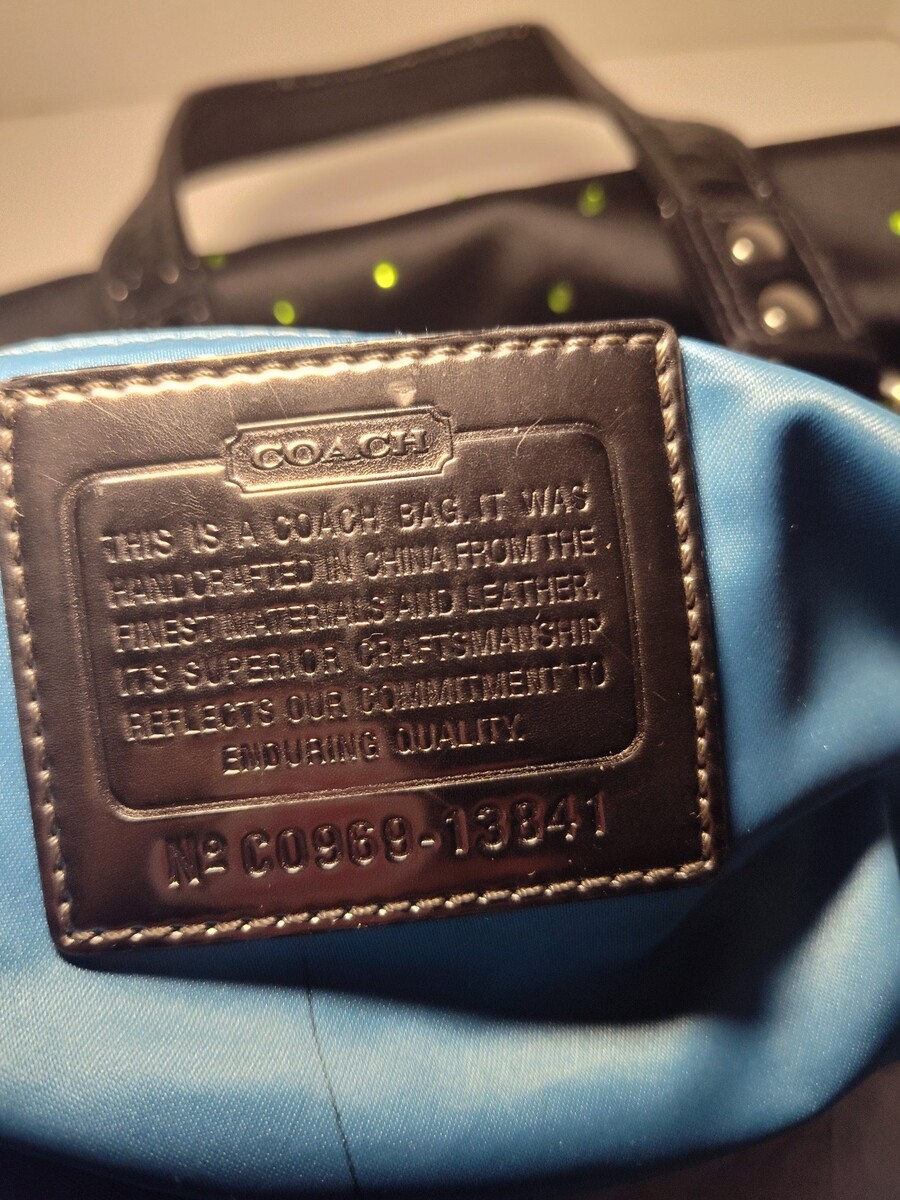 COACH
THIS IS A COACH BAG. IT WAS
HANDCRAFTED IN CHINA FROM THE
FINEST MATERIALS AND LEATHER.
ITS SUPERIOR CRAFTSMANSHIP
REFLECTS OUR COMMITMENT TO
ENDURING QUALITY.
Nº C0969-13841